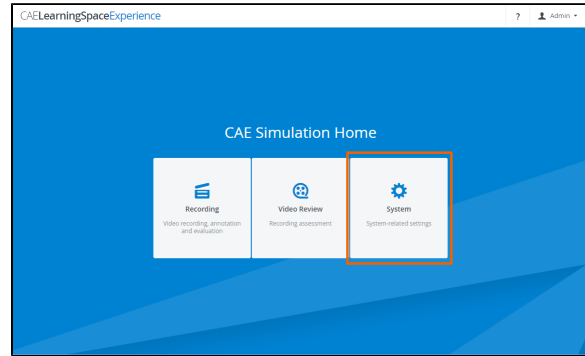 CAELearningSpaceExperience
? Admin
CAE Simulation Home
Recording
Video recording, annotation
and evaluation
Video Review
Recording assessment
System
System-related settings